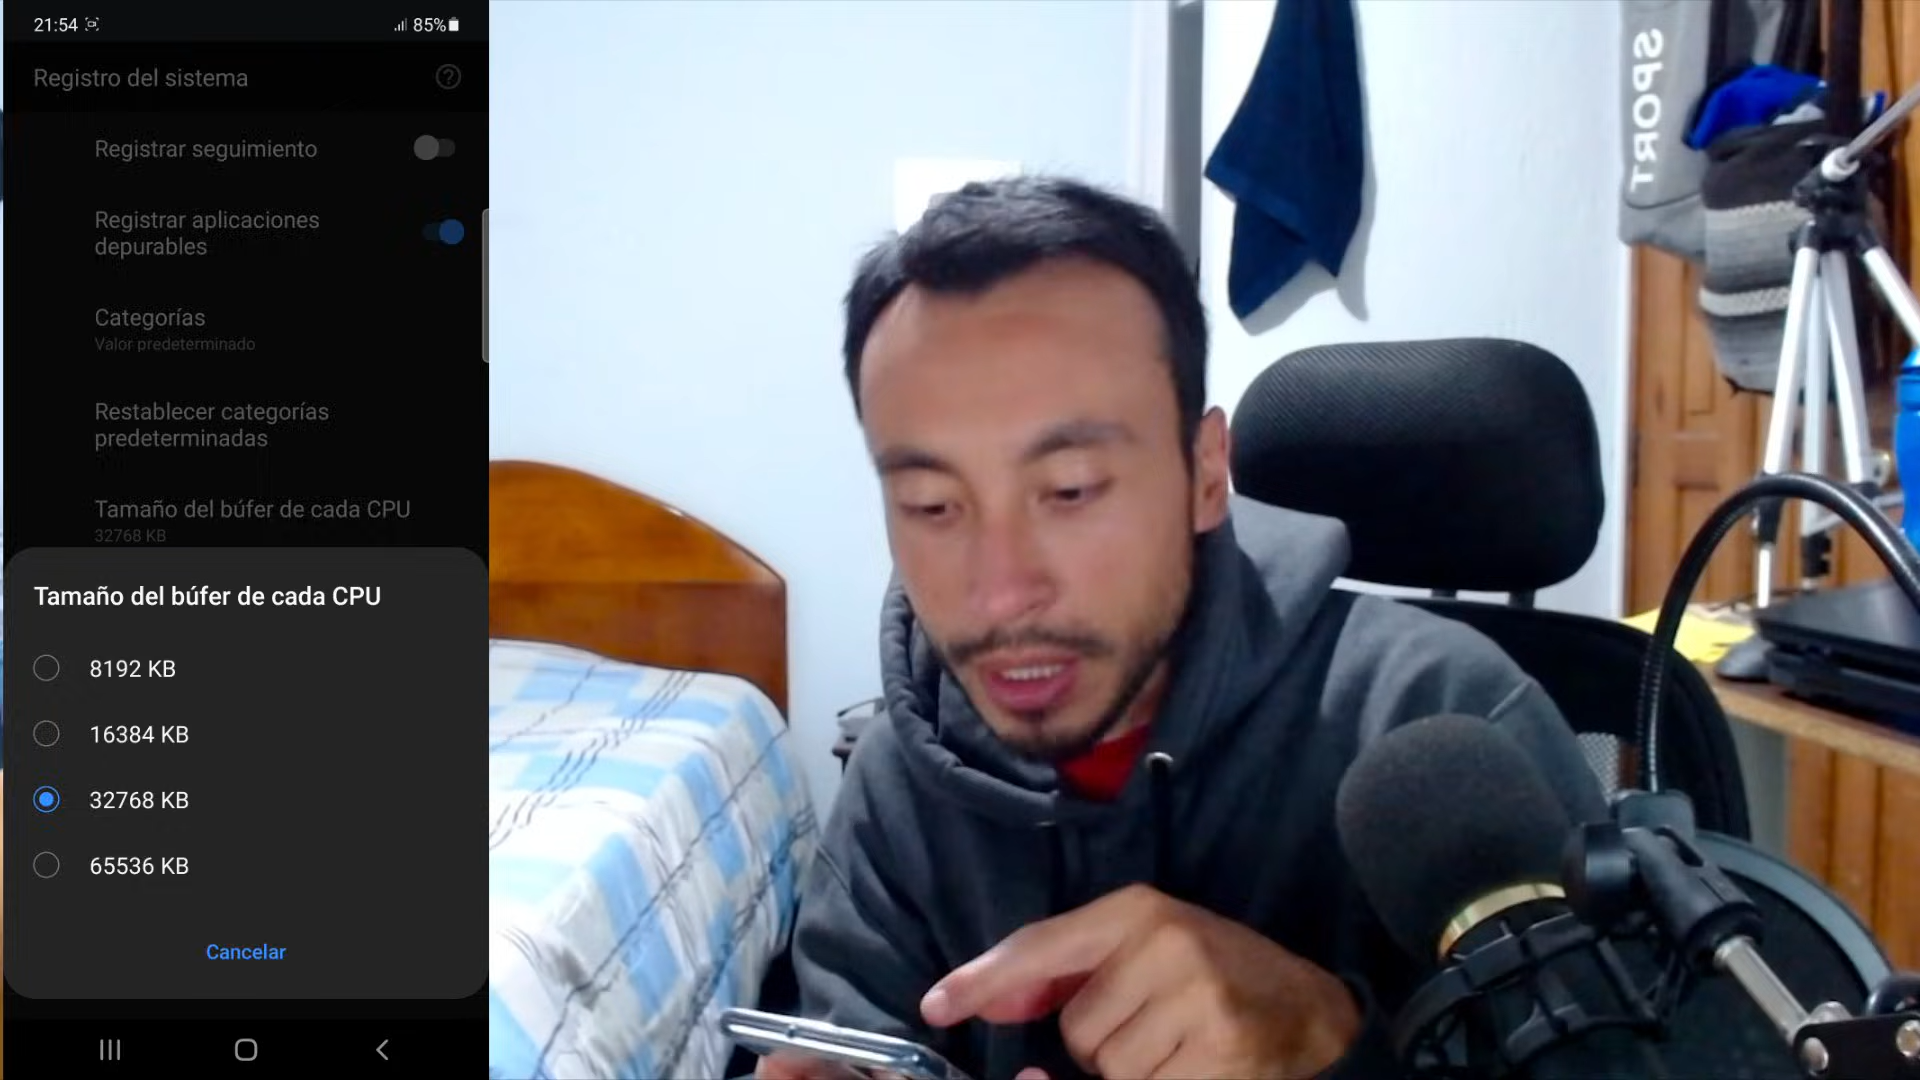 21:54
85%
Registro del sistema
Registrar seguimiento
Registrar aplicaciones
depurables
Categorías
Valor predeterminado
Restablecer categorías
predeterminadas
Tamaño del búfer de cada CPU
32768 KB
Tamaño del búfer de cada CPU
8192 KB
16384 KB
32768 KB
65536 KB
Cancelar
SPORT